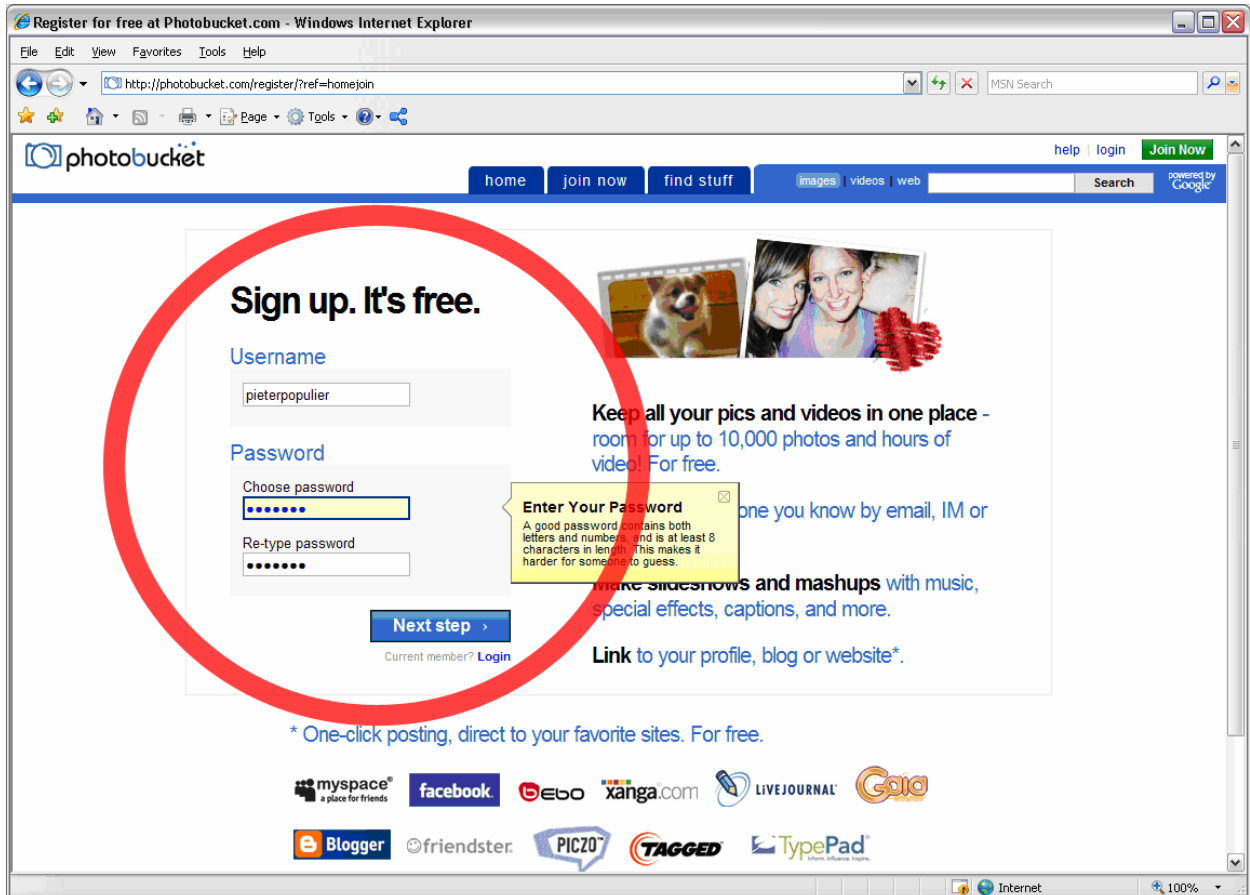 Register for free at Photobucket.com - Windows Internet Explorer
File Edit View Favorites Tools Help
http://photobucket.com/register/?ref=homejoin MSN Search
Page Tools
photobucket
help | login Join Now
home join now find stuff images | videos | web Search powered by Google
Sign up. It's free.
Username
pieterpopulier
Password
Choose password
•••••••
Re-type password
•••••••
Enter Your Password
A good password contains both
letters and numbers, and is at least 8
characters in length. This makes it
harder for someone to guess.
Next step ›
Current member? Login
Keep all your pics and videos in one place -
room for up to 10,000 photos and hours of
video! For free.
one you know by email, IM or
Make slideshows and mashups with music,
special effects, captions, and more.
Link to your profile, blog or website*.
* One-click posting, direct to your favorite sites. For free.
myspace® a place for friends facebook. Bebo xanga.com LIVEJOURNAL Gaia
Blogger friendster. PICZO™ TAGGED TypePad
Inform. Influence. Inspire.
Internet 100%